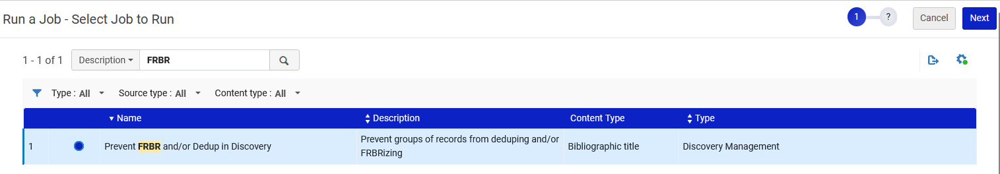 Run a Job - Select Job to Run
1
?
Cancel
Next
1 - 1 of 1
Description
FRBR
Type : All
Source type : All
Content type : All
Name
Description
Content Type
Type
1
Prevent FRBR and/or Dedup in Discovery
Prevent groups of records from deduping and/or
FRBRizing
Bibliographic title
Discovery Management